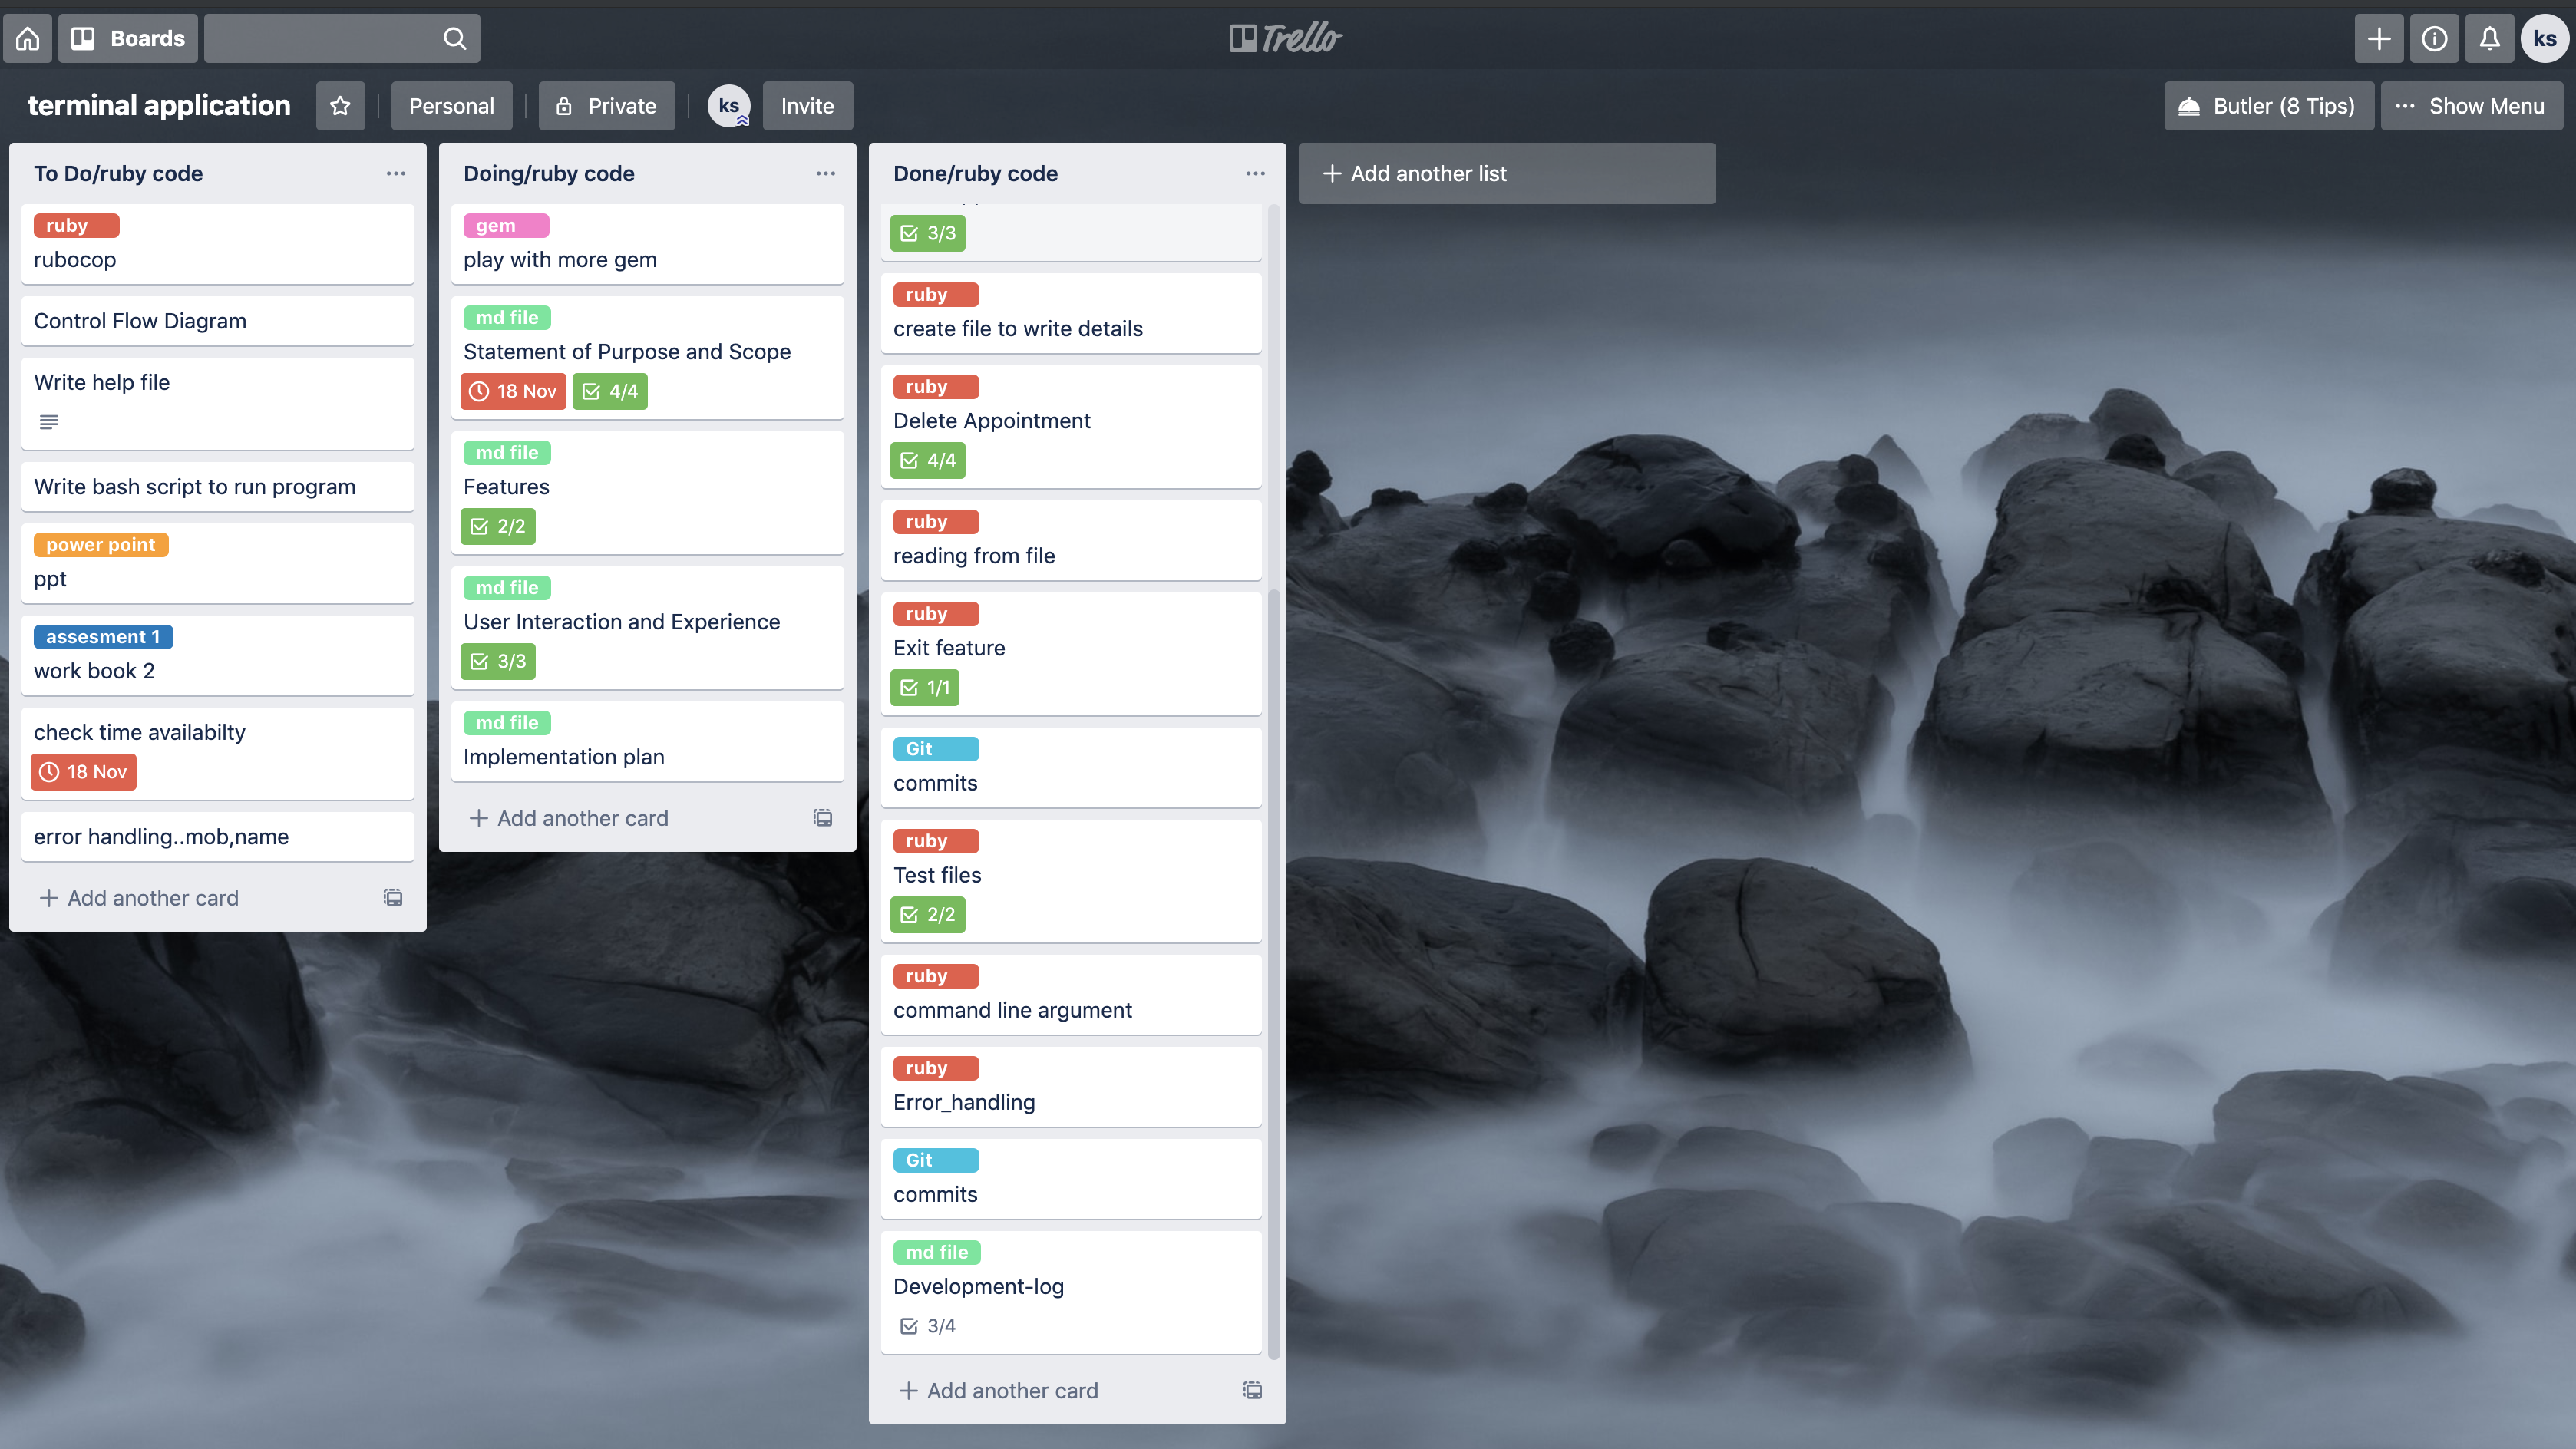 Boards
Trello
ks
terminal application
Personal
Private
ks
Invite
Butler (8 Tips)
Show Menu
To Do/ruby code
ruby
rubocop
Control Flow Diagram
Write help file
Write bash script to run program
power point
ppt
assesment 1
work book 2
check time availabilty
18 Nov
error handling..mob,name
Add another card
Doing/ruby code
gem
play with more gem
md file
Statement of Purpose and Scope
18 Nov 4/4
md file
Features
2/2
md file
User Interaction and Experience
3/3
md file
Implementation plan
Add another card
Done/ruby code
3/3
ruby
create file to write details
ruby
Delete Appointment
4/4
ruby
reading from file
ruby
Exit feature
1/1
Git
commits
ruby
Test files
2/2
ruby
command line argument
ruby
Error_handling
Git
commits
md file
Development-log
3/4
Add another card
Add another list